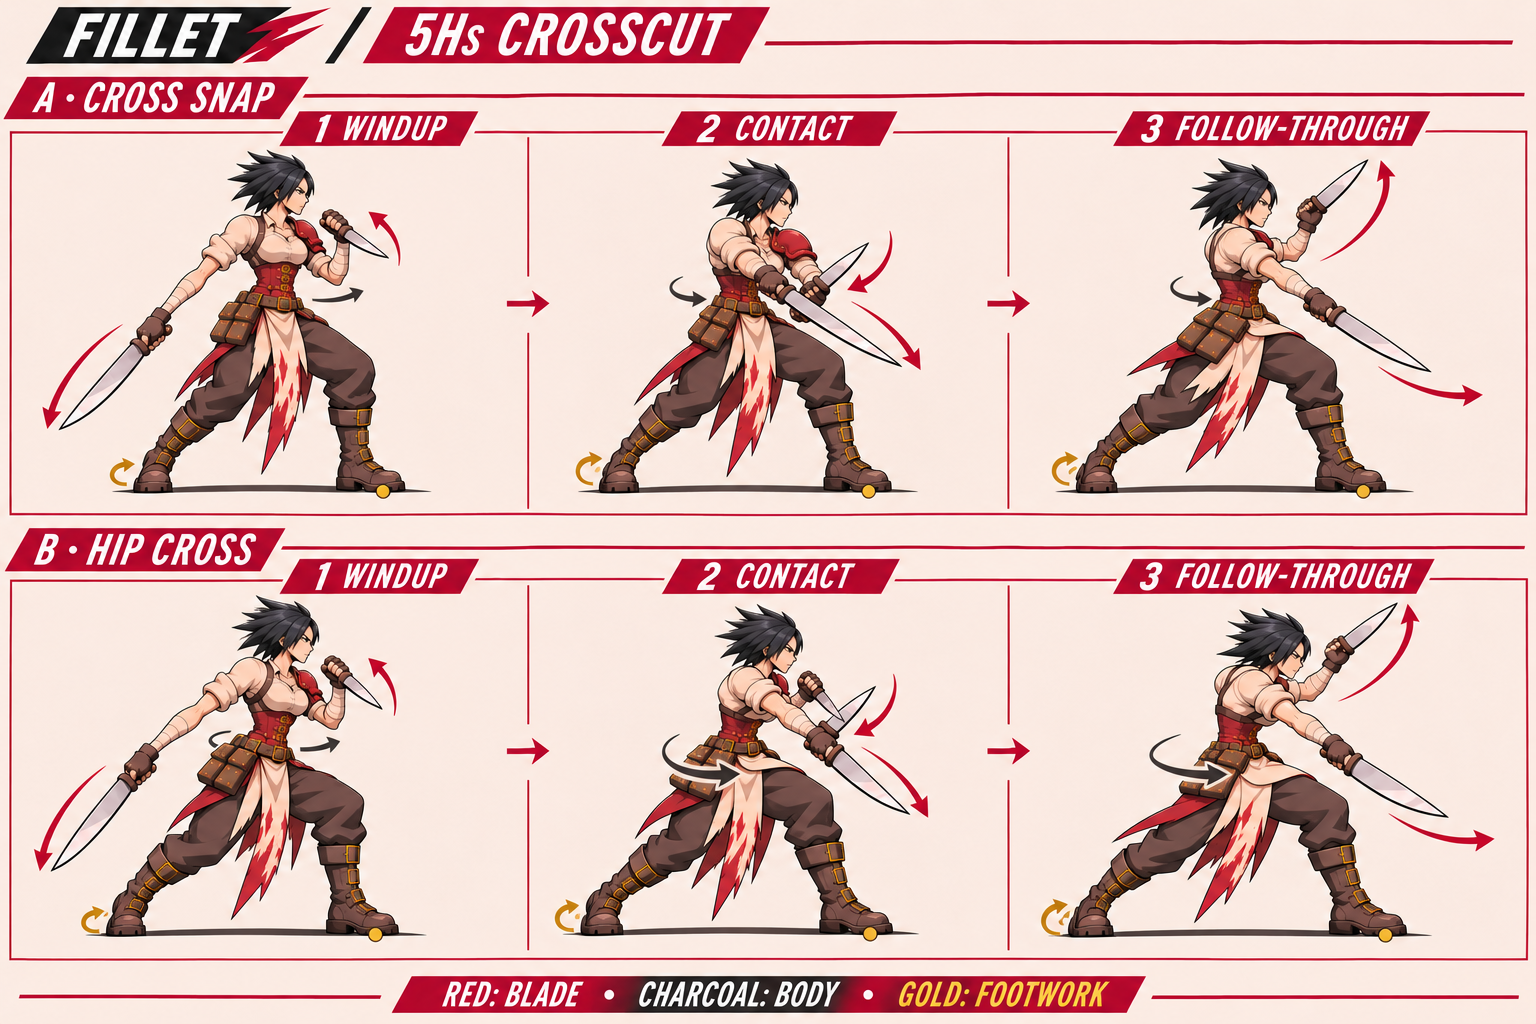 FILLET / 5Hs CROSSCUT
A • CROSS SNAP
1 WINDUP
2 CONTACT
3 FOLLOW-THROUGH
B • HIP CROSS
1 WINDUP
2 CONTACT
3 FOLLOW-THROUGH
RED: BLADE • CHARCOAL: BODY • GOLD: FOOTWORK